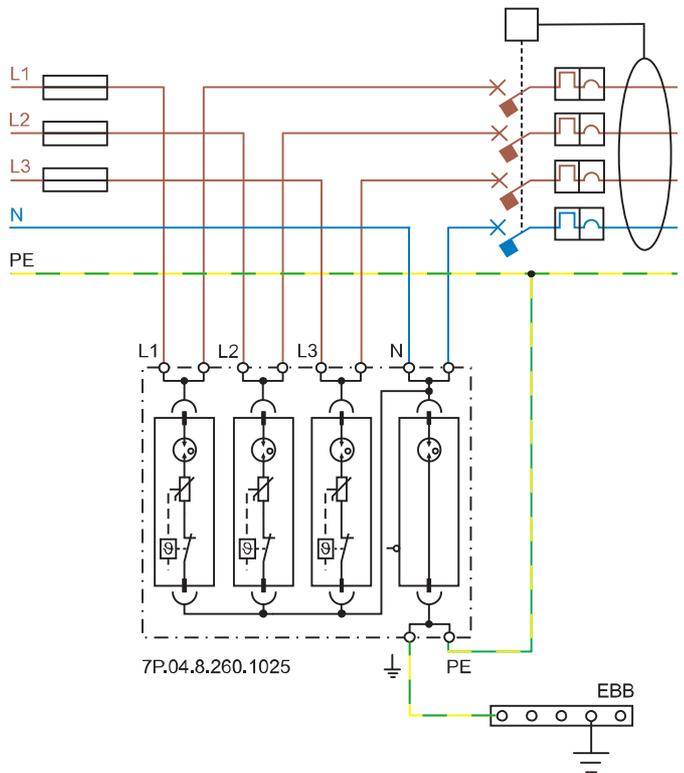 L1
L2
L3
N
PE
L1 L2 L3 N
ϑ ϑ ϑ
7P.04.8.260.1025 PE
EBB